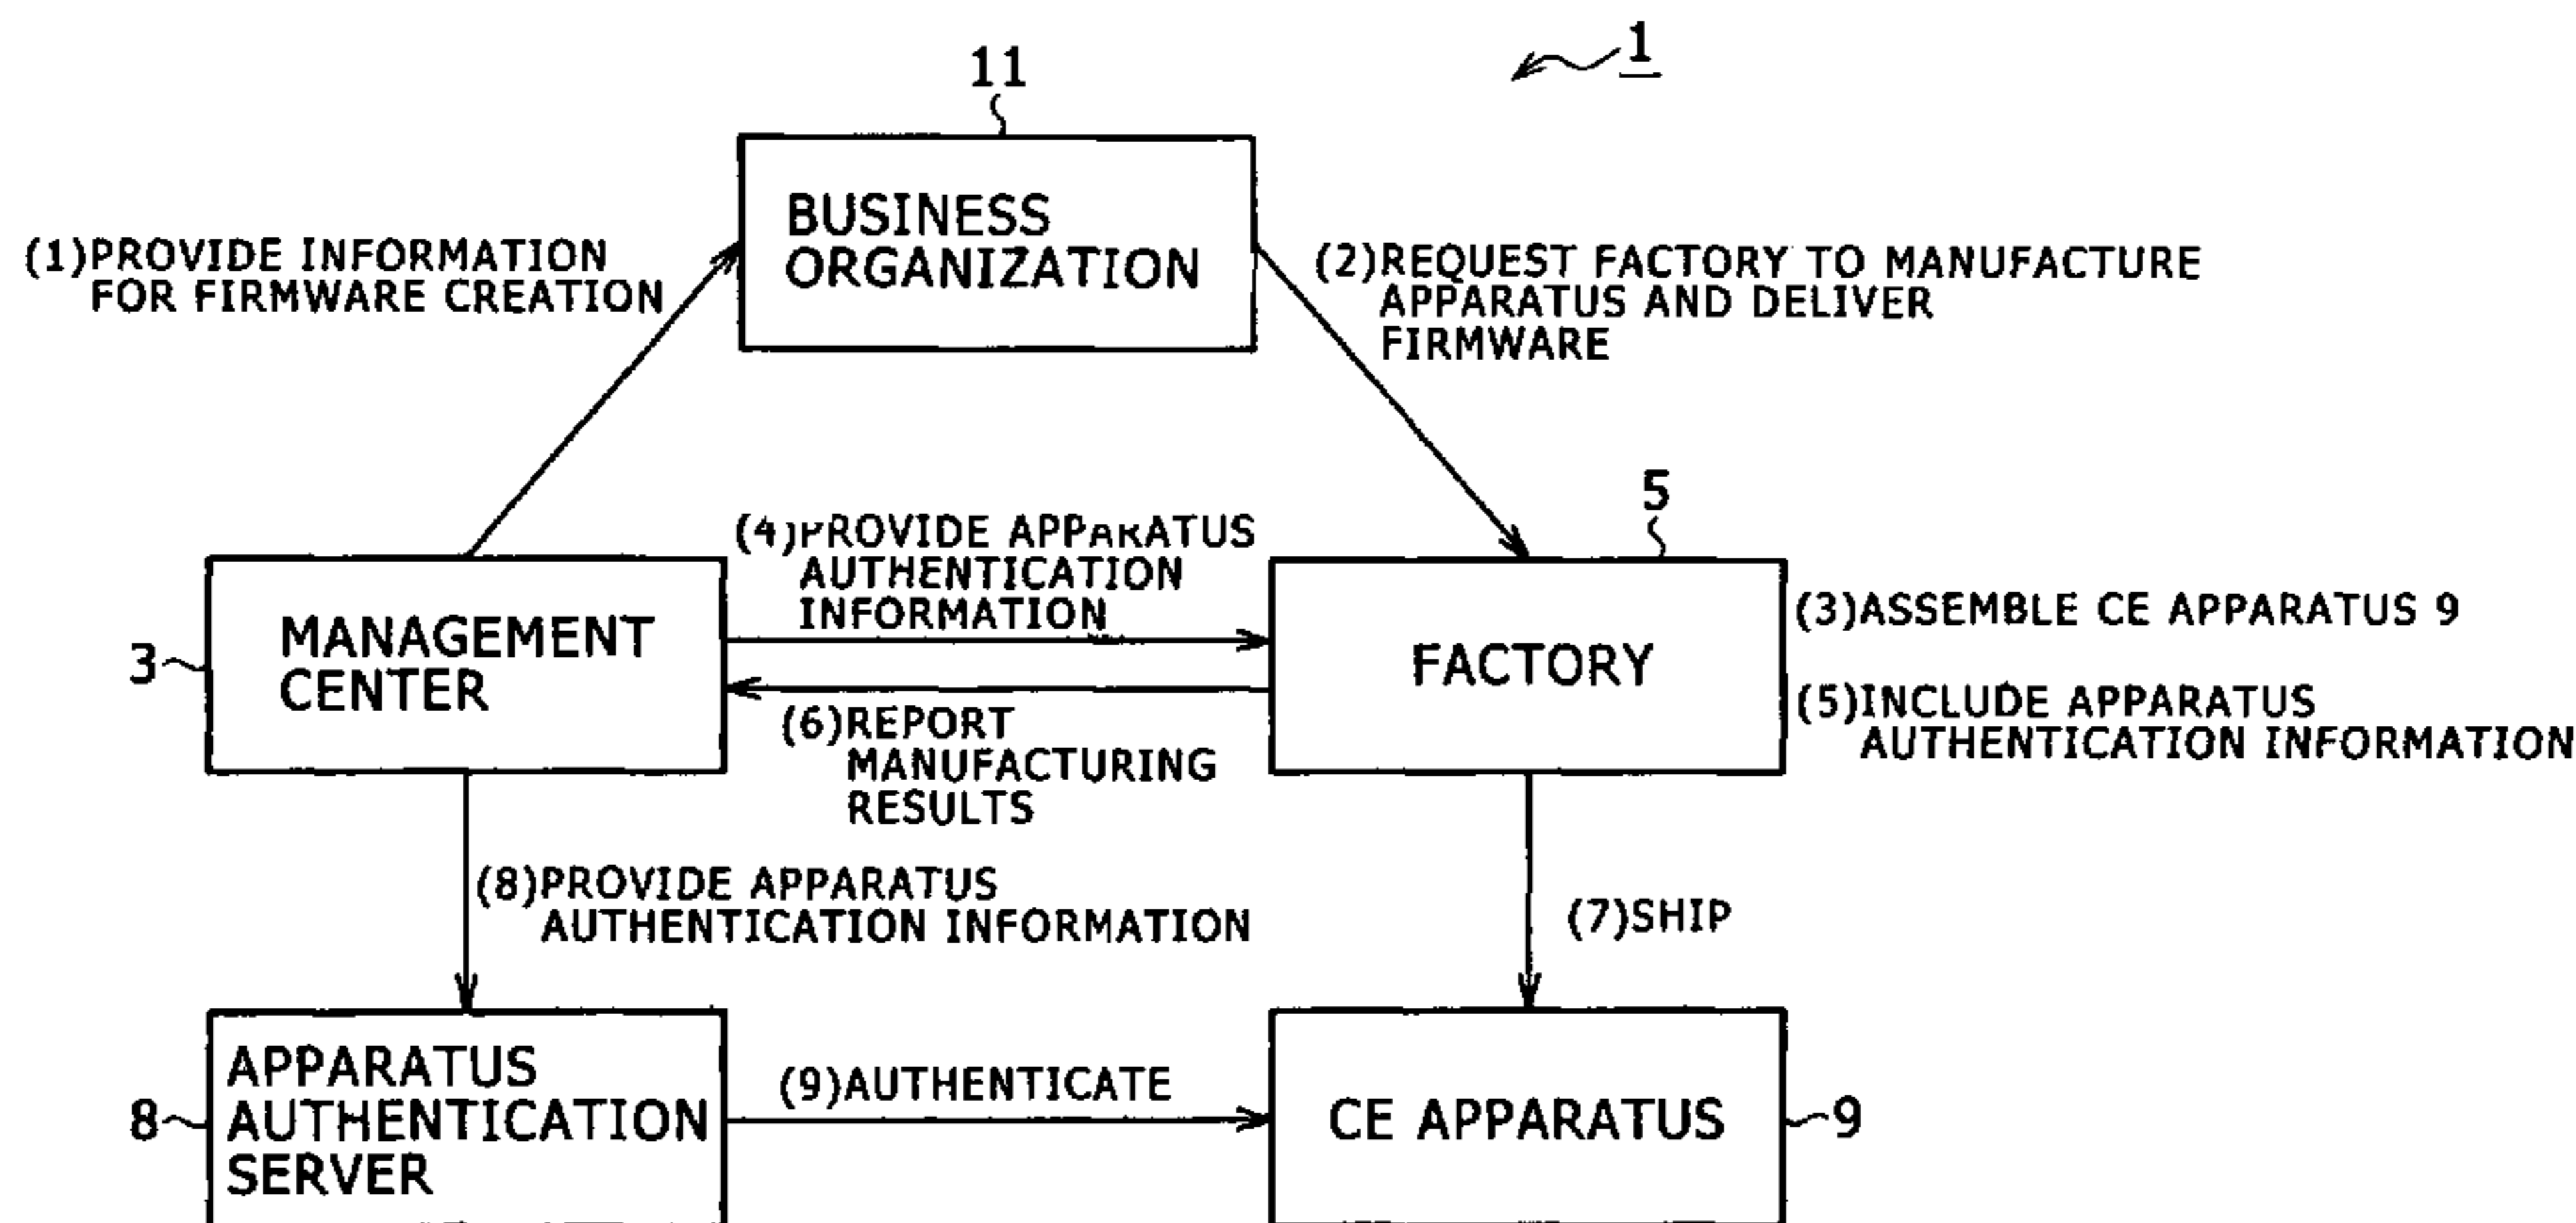 1
11
BUSINESS
ORGANIZATION
(1)PROVIDE INFORMATION
FOR FIRMWARE CREATION
(2)REQUEST FACTORY TO MANUFACTURE
APPARATUS AND DELIVER
FIRMWARE
5
(4)PROVIDE APPARATUS
AUTHENTICATION
INFORMATION
3
MANAGEMENT
CENTER
FACTORY
(3)ASSEMBLE CE APPARATUS 9
(5)INCLUDE APPARATUS
AUTHENTICATION INFORMATION
(6)REPORT
MANUFACTURING
RESULTS
(8)PROVIDE APPARATUS
AUTHENTICATION INFORMATION
(7)SHIP
8
APPARATUS
AUTHENTICATION
SERVER
(9)AUTHENTICATE
CE APPARATUS
9